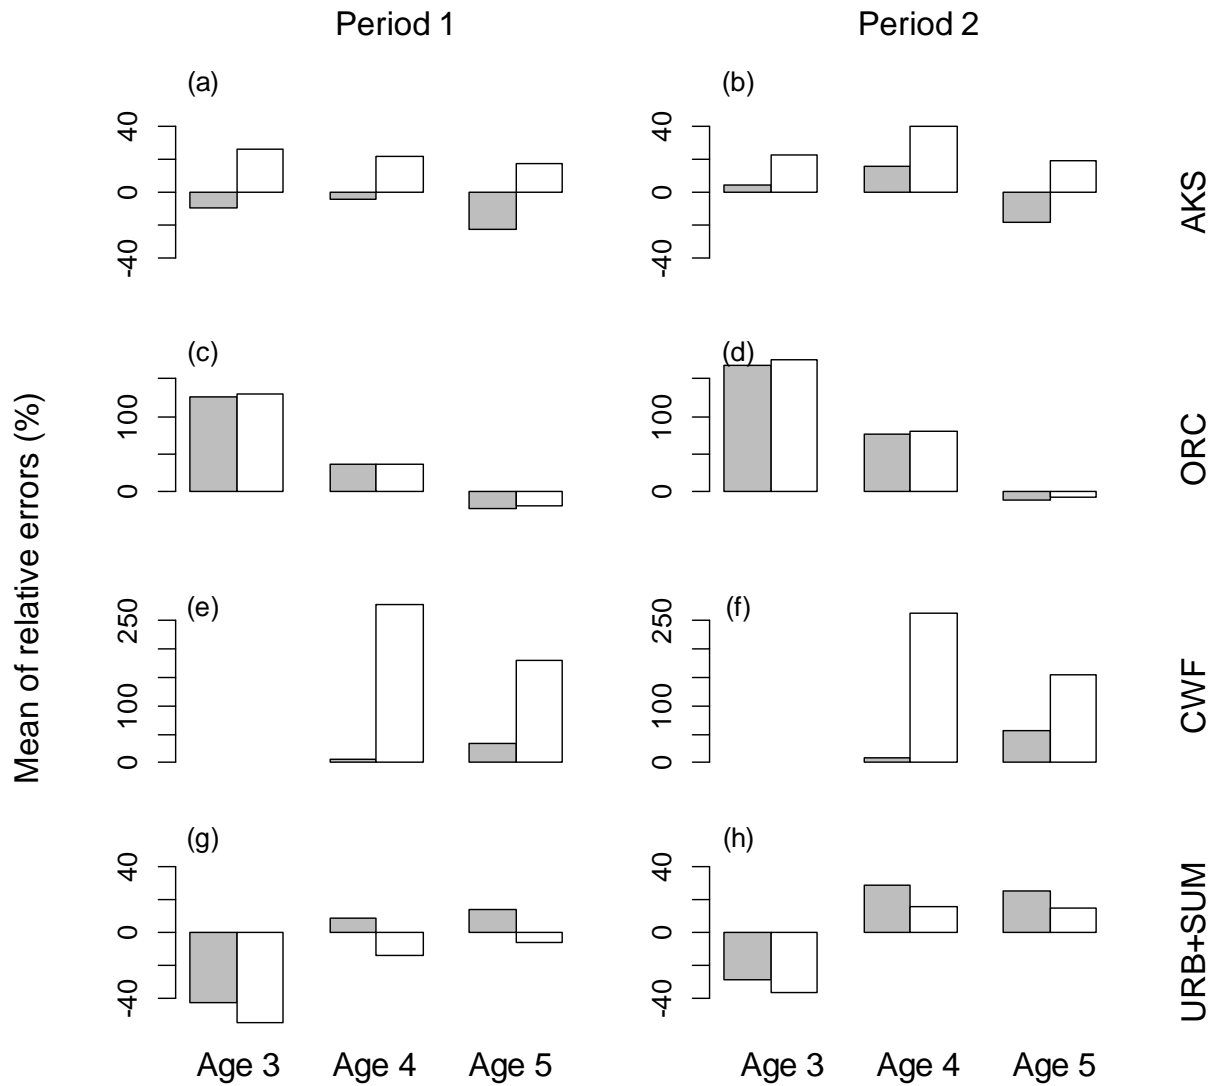 Period 1
Period 2
Mean of relative errors (%)
(a)
40
0
-40
(b)
40
0
-40
AKS
(c)
100
0
(d)
100
0
ORC
(e)
250
100
0
(f)
250
100
0
CWF
(g)
40
0
-40
(h)
40
0
-40
URB+SUM
Age 3
Age 4
Age 5
Age 3
Age 4
Age 5